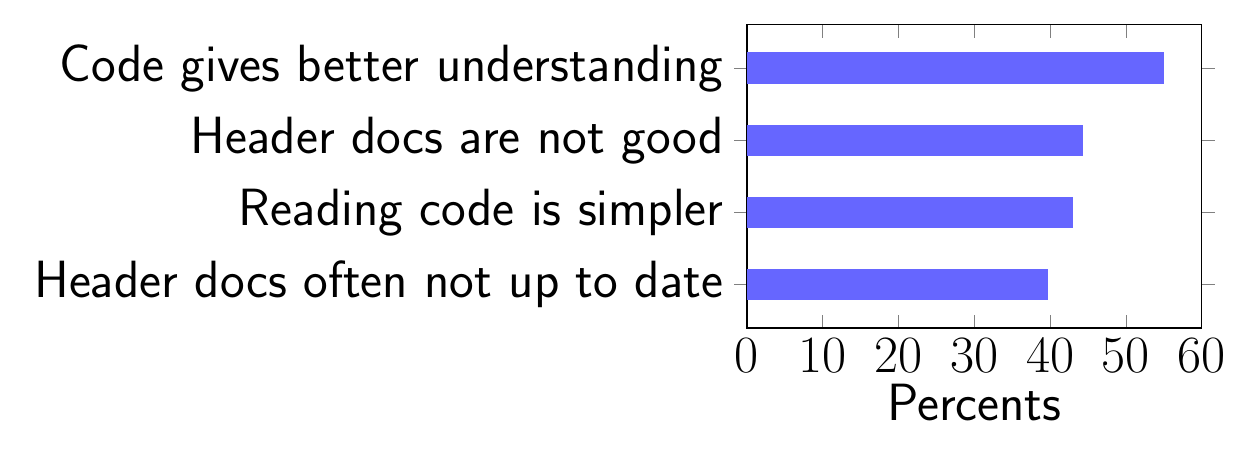 Code gives better understanding
Header docs are not good
Reading code is simpler
Header docs often not up to date
0 10 20 30 40 50 60
Percents